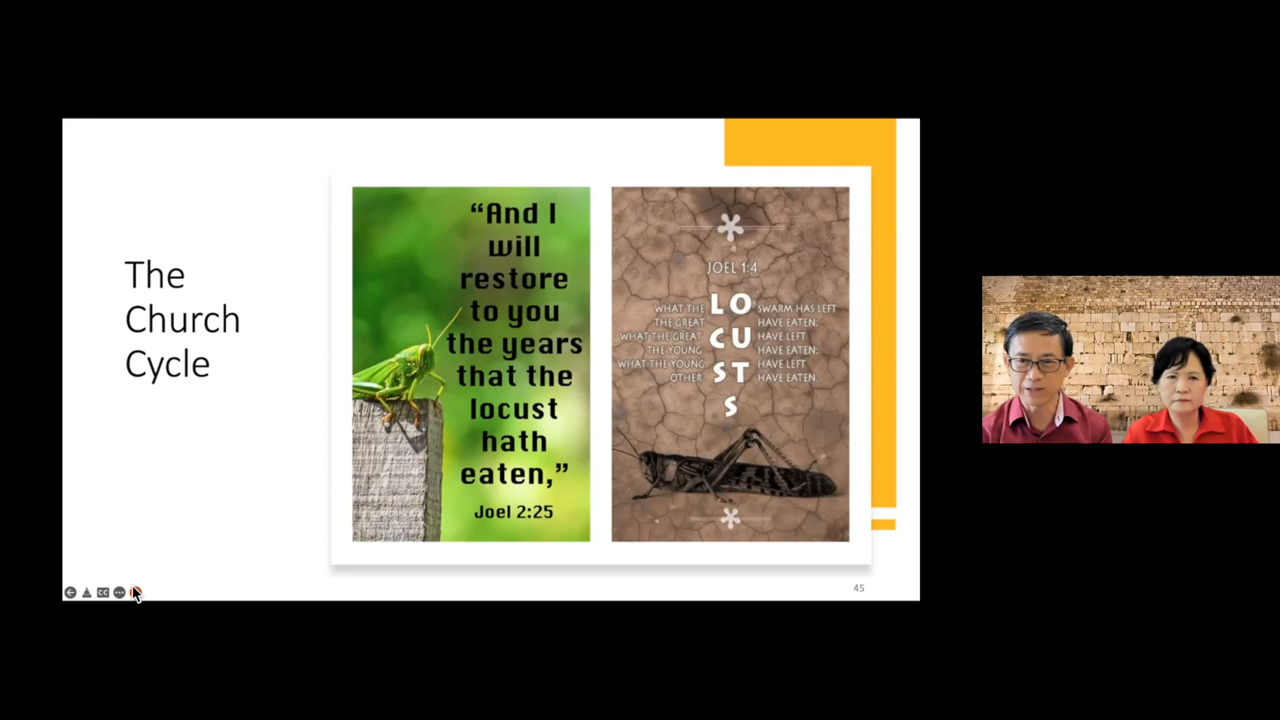 The
Church
Cycle
“And I
will
restore
to you
the years
that the
locust
hath
eaten,”
Joel 2:25
JOEL 1:4
WHAT THE LO SWARM HAS LEFT
THE GREAT HAVE EATEN;
WHAT THE GREAT CU HAVE LEFT
THE YOUNG HAVE EATEN;
WHAT THE YOUNG ST HAVE LEFT
OTHER HAVE EATEN.
S
CC
45